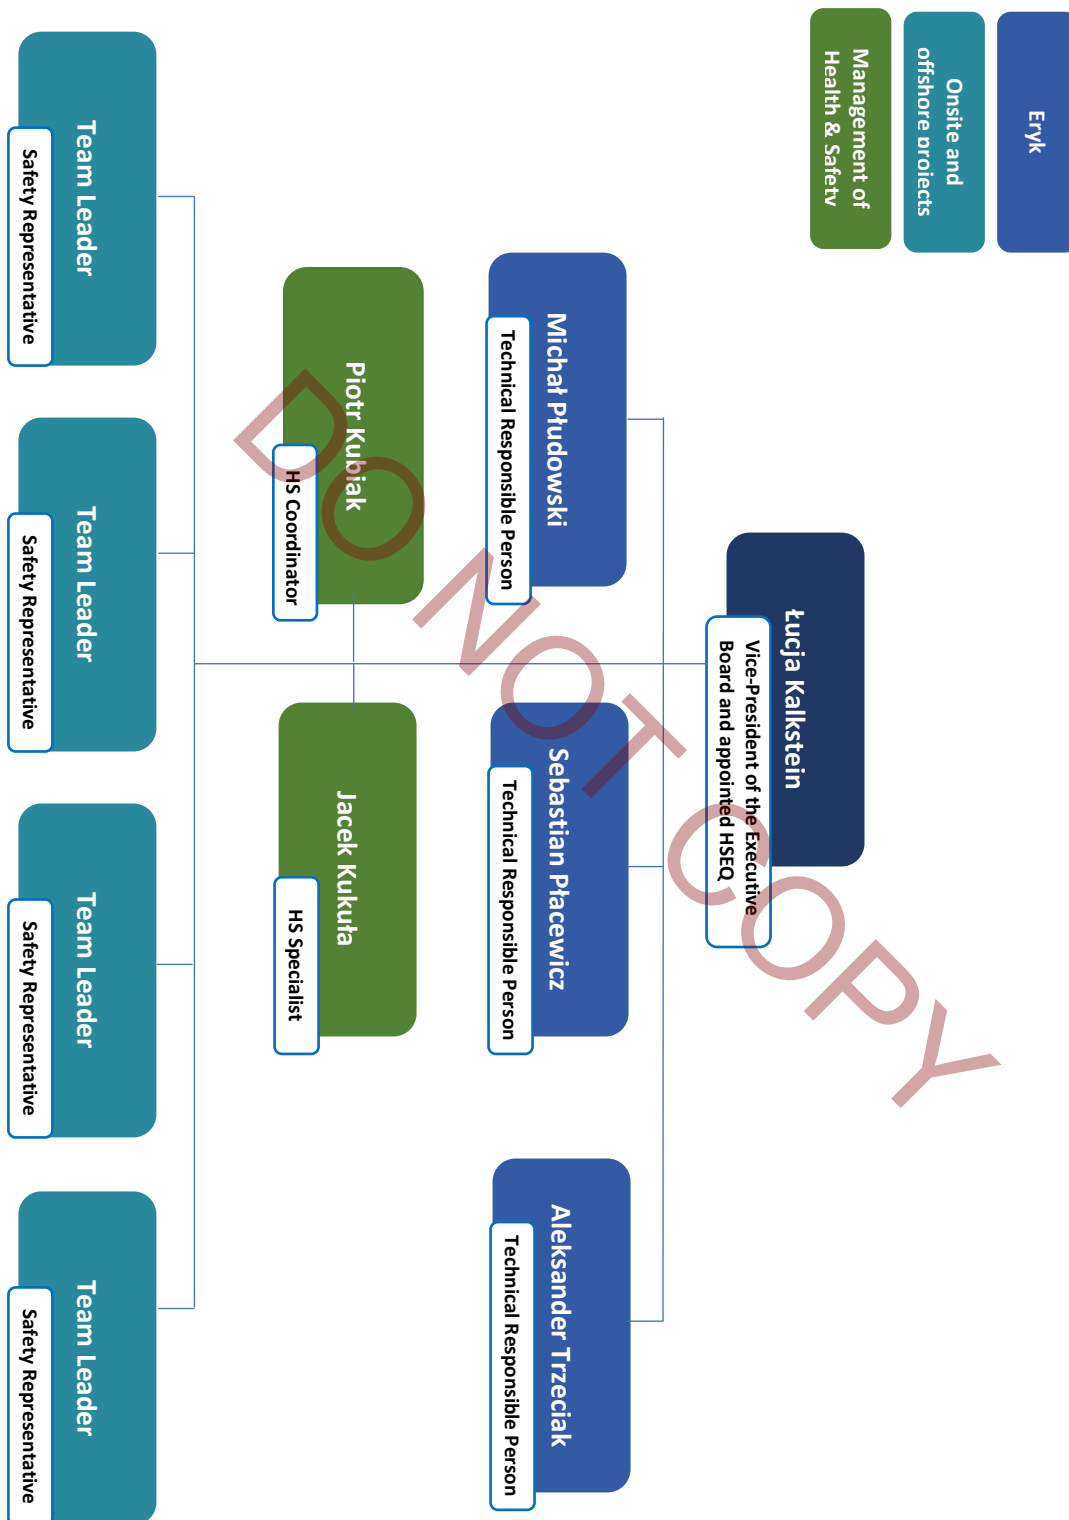 Eryk
Onsite and
offshore projects
Management of
Health & Safety
Łucja Kalkstein
Vice-President of the Executive
Board and appointed HSEQ
Michał Płudowski
Technical Responsible Person
Sebastian Płacewicz
Technical Responsible Person
Aleksander Trzeciak
Technical Responsible Person
Piotr Kubiak
HS Coordinator
Jacek Kukuła
HS Specialist
Team Leader
Safety Representative
Team Leader
Safety Representative
Team Leader
Safety Representative
Team Leader
Safety Representative
DO NOT COPY